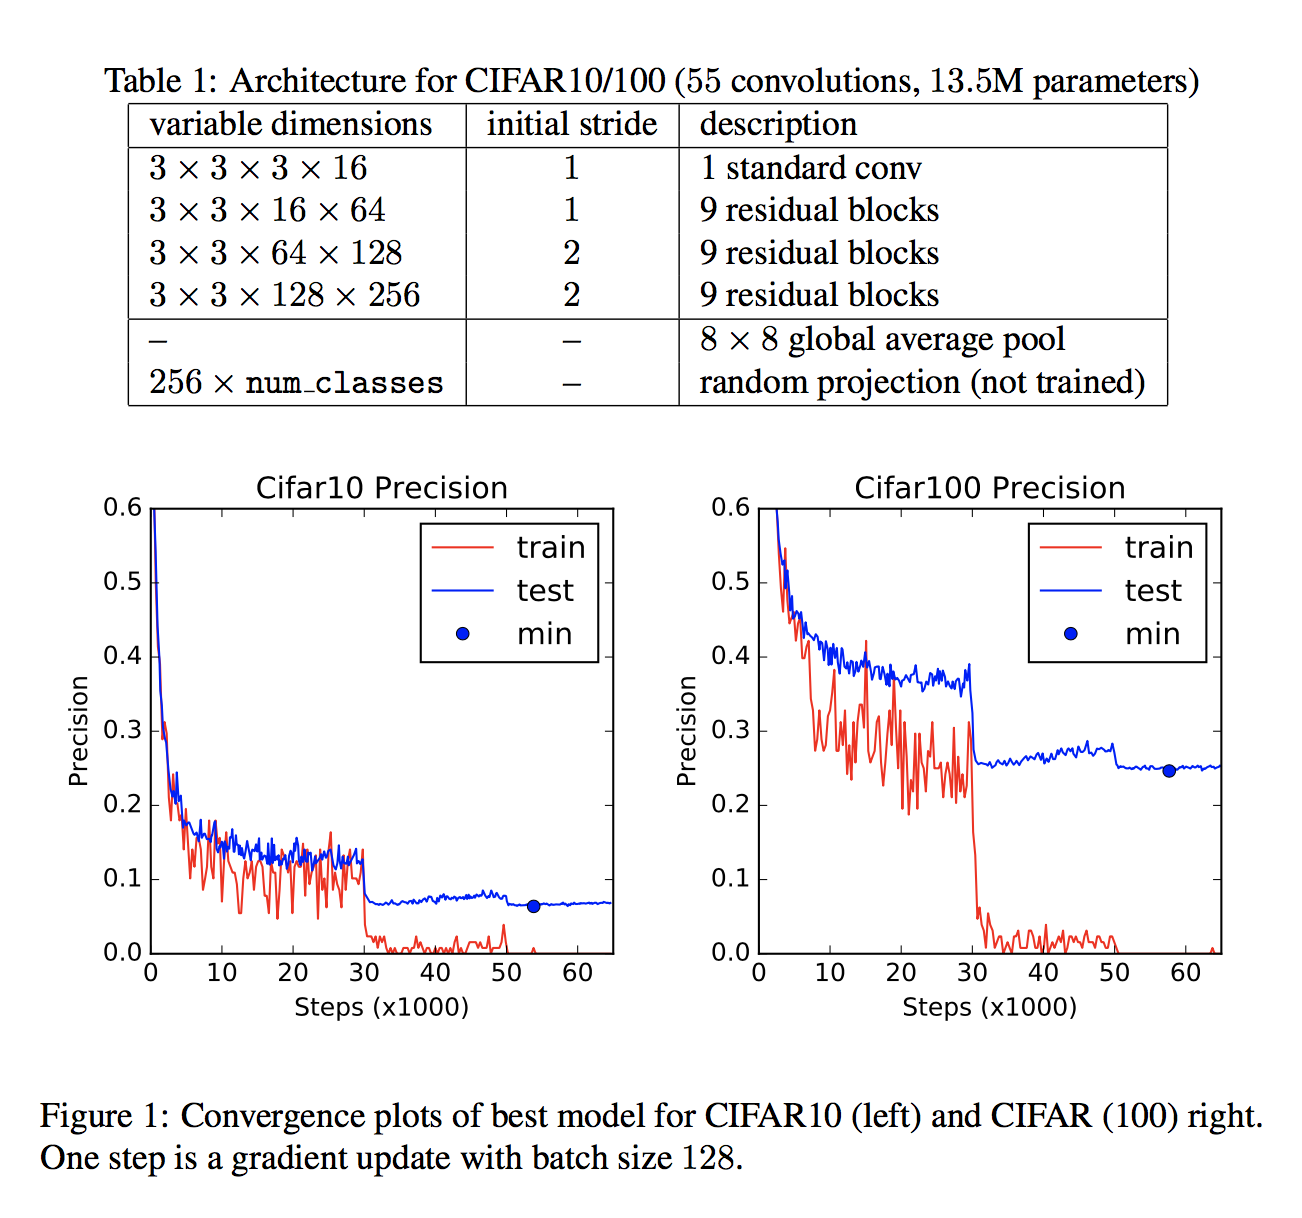 Table 1: Architecture for CIFAR10/100 (55 convolutions, 13.5M parameters)
variable dimensions initial stride description
3 × 3 × 3 × 16 1 1 standard conv
3 × 3 × 16 × 64 1 9 residual blocks
3 × 3 × 64 × 128 2 9 residual blocks
3 × 3 × 128 × 256 2 9 residual blocks
– – 8 × 8 global average pool
256 × num_classes – random projection (not trained)
Cifar10 Precision
0.6
0.5
0.4
0.3
0.2
0.1
0.0
Precision
train
test
min
0 10 20 30 40 50 60
Steps (x1000)
Cifar100 Precision
0.6
0.5
0.4
0.3
0.2
0.1
0.0
Precision
train
test
min
0 10 20 30 40 50 60
Steps (x1000)
Figure 1: Convergence plots of best model for CIFAR10 (left) and CIFAR (100) right.
One step is a gradient update with batch size 128.